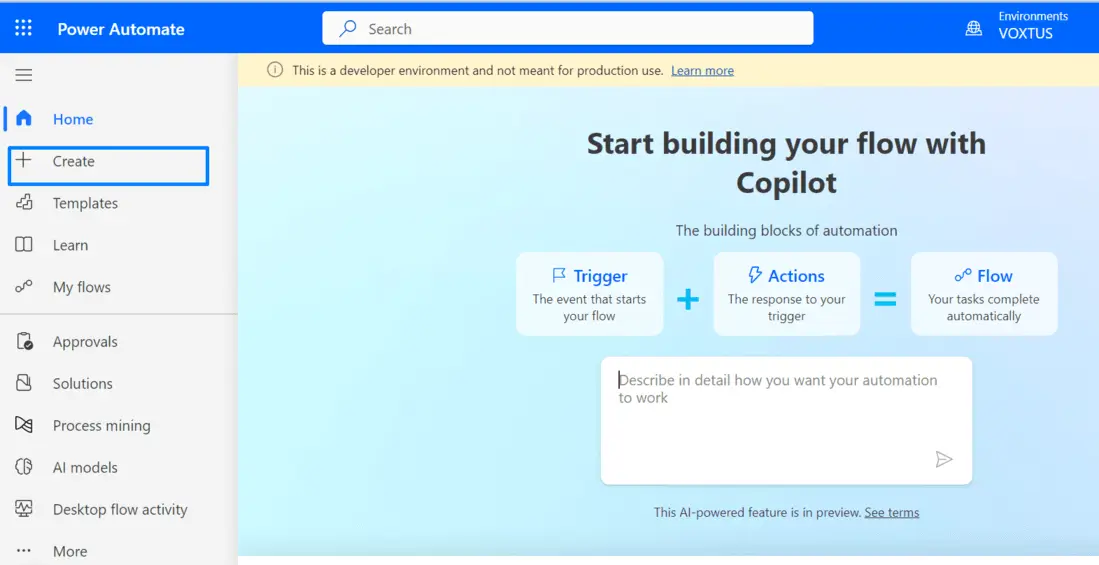 Power Automate
Search
Environments
VOXTUS
This is a developer environment and not meant for production use. Learn more
Home
Create
Templates
Learn
My flows
Approvals
Solutions
Process mining
AI models
Desktop flow activity
More
Start building your flow with
Copilot
The building blocks of automation
Trigger
The event that starts
your flow
+
Actions
The response to your
trigger
=
Flow
Your tasks complete
automatically
Describe in detail how you want your automation
to work
This AI-powered feature is in preview. See terms